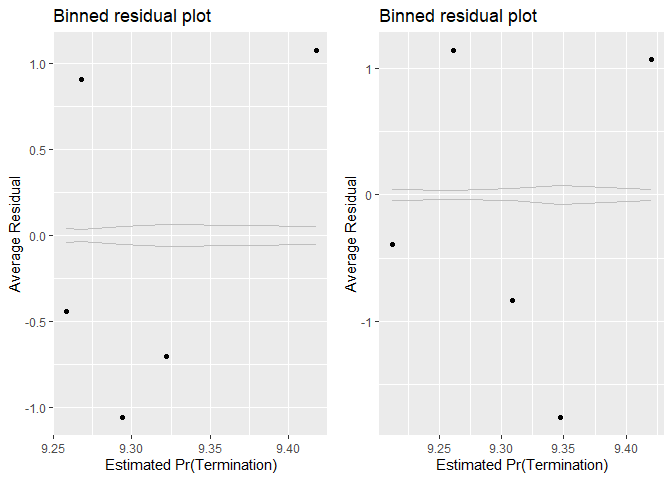 Binned residual plot
1.0
0.5
0.0
-0.5
-1.0
Average Residual
9.25
9.30
9.35
9.40
Estimated Pr(Termination)
Binned residual plot
1
0
-1
Average Residual
9.25
9.30
9.35
9.40
Estimated Pr(Termination)